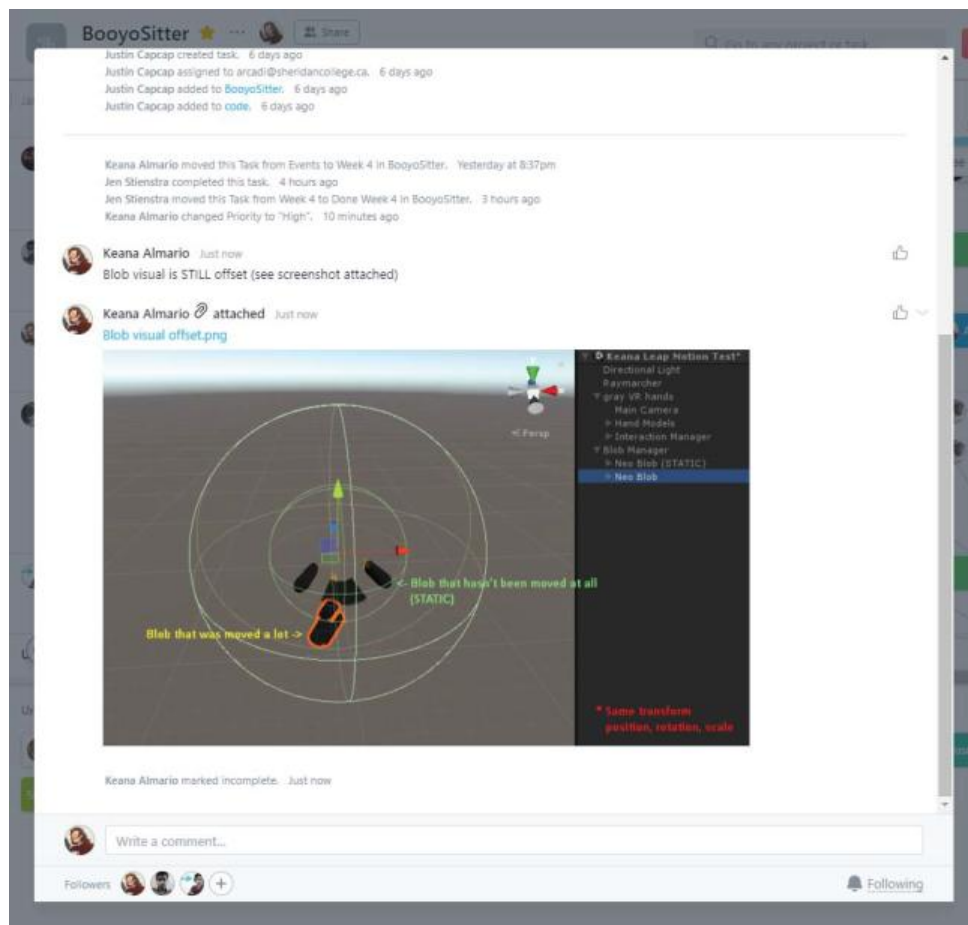 BooyoSitter
Share
Go to any project or task
Justin Capcap created task. 6 days ago
Justin Capcap assigned to arcadi@sheridancollege.ca. 6 days ago
Justin Capcap added to BooyoSitter. 6 days ago
Justin Capcap added to code. 6 days ago
Keana Almario moved this Task from Events to Week 4 in BooyoSitter. Yesterday at 8:37pm
Jen Stienstra completed this task. 4 hours ago
Jen Stienstra moved this Task from Week 4 to Done Week 4 in BooyoSitter. 3 hours ago
Keana Almario changed Priority to "High". 10 minutes ago
Keana Almario Just now
Blob visual is STILL offset (see screenshot attached)
Keana Almario attached Just now
Blob visual offset.png
Keana Leap Motion Test*
Directional Light
Raymarcher
gray VR hands
Main Camera
Hand Models
Interaction Manager
Blob Manager
Neo Blob (STATIC)
Neo Blob
Persp
<- Blob that hasn't been moved at all
(STATIC)
Blob that was moved a lot ->
* Same transform
position, rotation, scale
Keana Almario marked incomplete. Just now
Write a comment...
Followers
Following